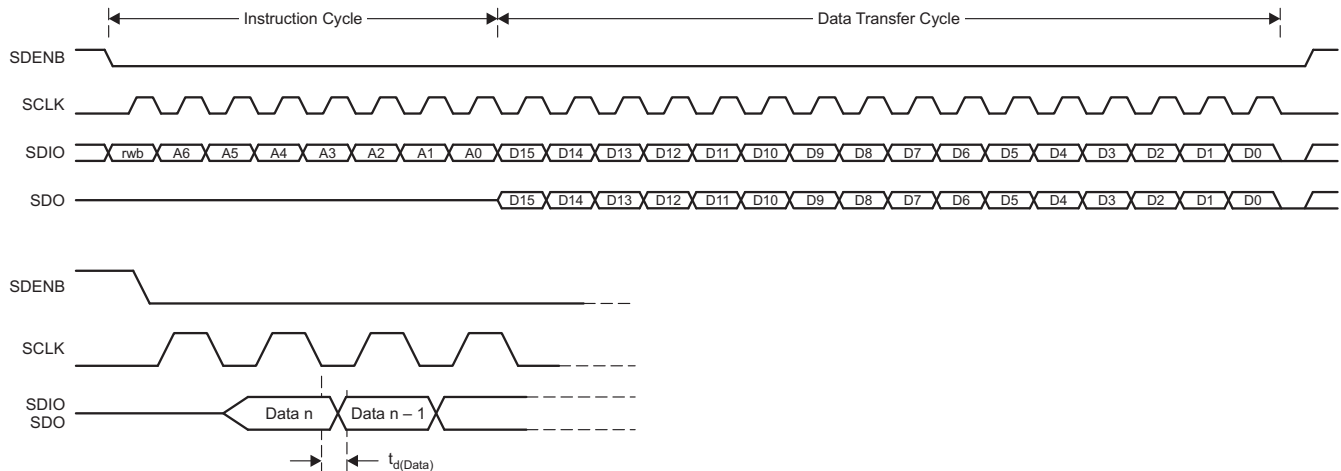 Instruction Cycle Data Transfer Cycle
SDENB
SCLK
SDIO rwb A6 A5 A4 A3 A2 A1 A0 D15 D14 D13 D12 D11 D10 D9 D8 D7 D6 D5 D4 D3 D2 D1 D0
SDO D15 D14 D13 D12 D11 D10 D9 D8 D7 D6 D5 D4 D3 D2 D1 D0
SDENB
SCLK
SDIO
SDO
Data n Data n – 1
td(Data)